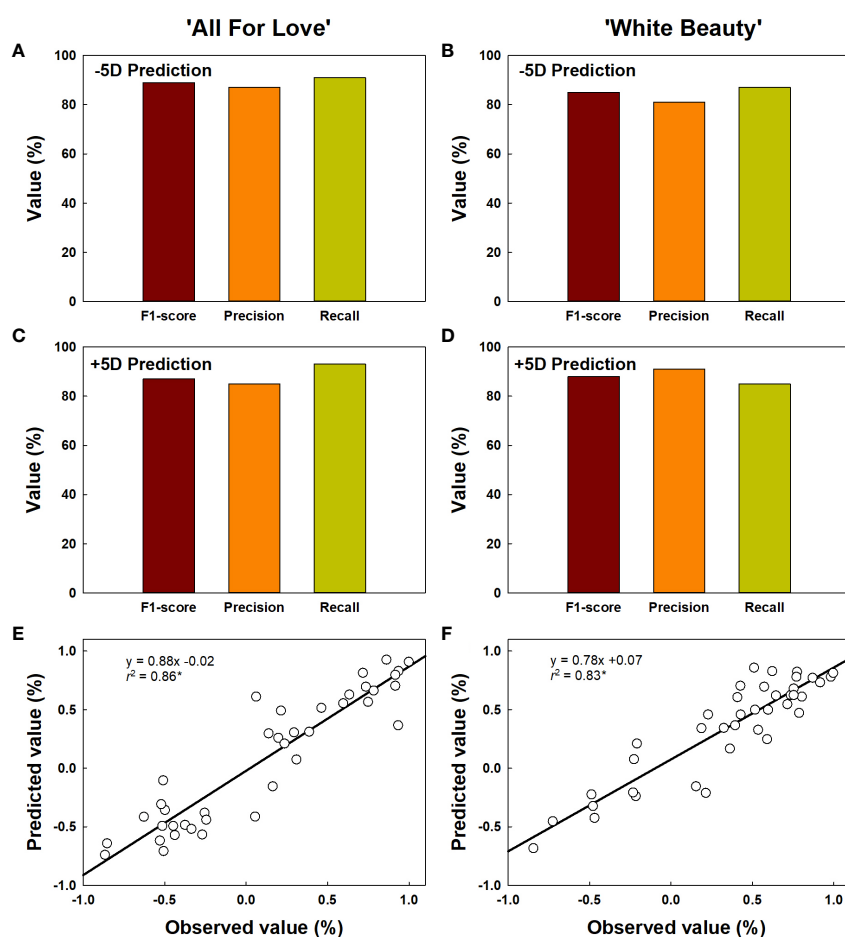 'All For Love' 'White Beauty'
A B
-5D Prediction -5D Prediction
100 100
80 80
60 60
40 40
20 20
0 0
Value (%) Value (%)
F1-score Precision Recall F1-score Precision Recall
C D
+5D Prediction +5D Prediction
100 100
80 80
60 60
40 40
20 20
0 0
Value (%) Value (%)
F1-score Precision Recall F1-score Precision Recall
E F
y = 0.88x -0.02 y = 0.78x +0.07
r² = 0.86* r² = 0.83*
1.0 1.0
0.5 0.5
0.0 0.0
-0.5 -0.5
-1.0 -1.0
Predicted value (%) Predicted value (%)
-1.0 -0.5 0.0 0.5 1.0 -1.0 -0.5 0.0 0.5 1.0
Observed value (%) Observed value (%)